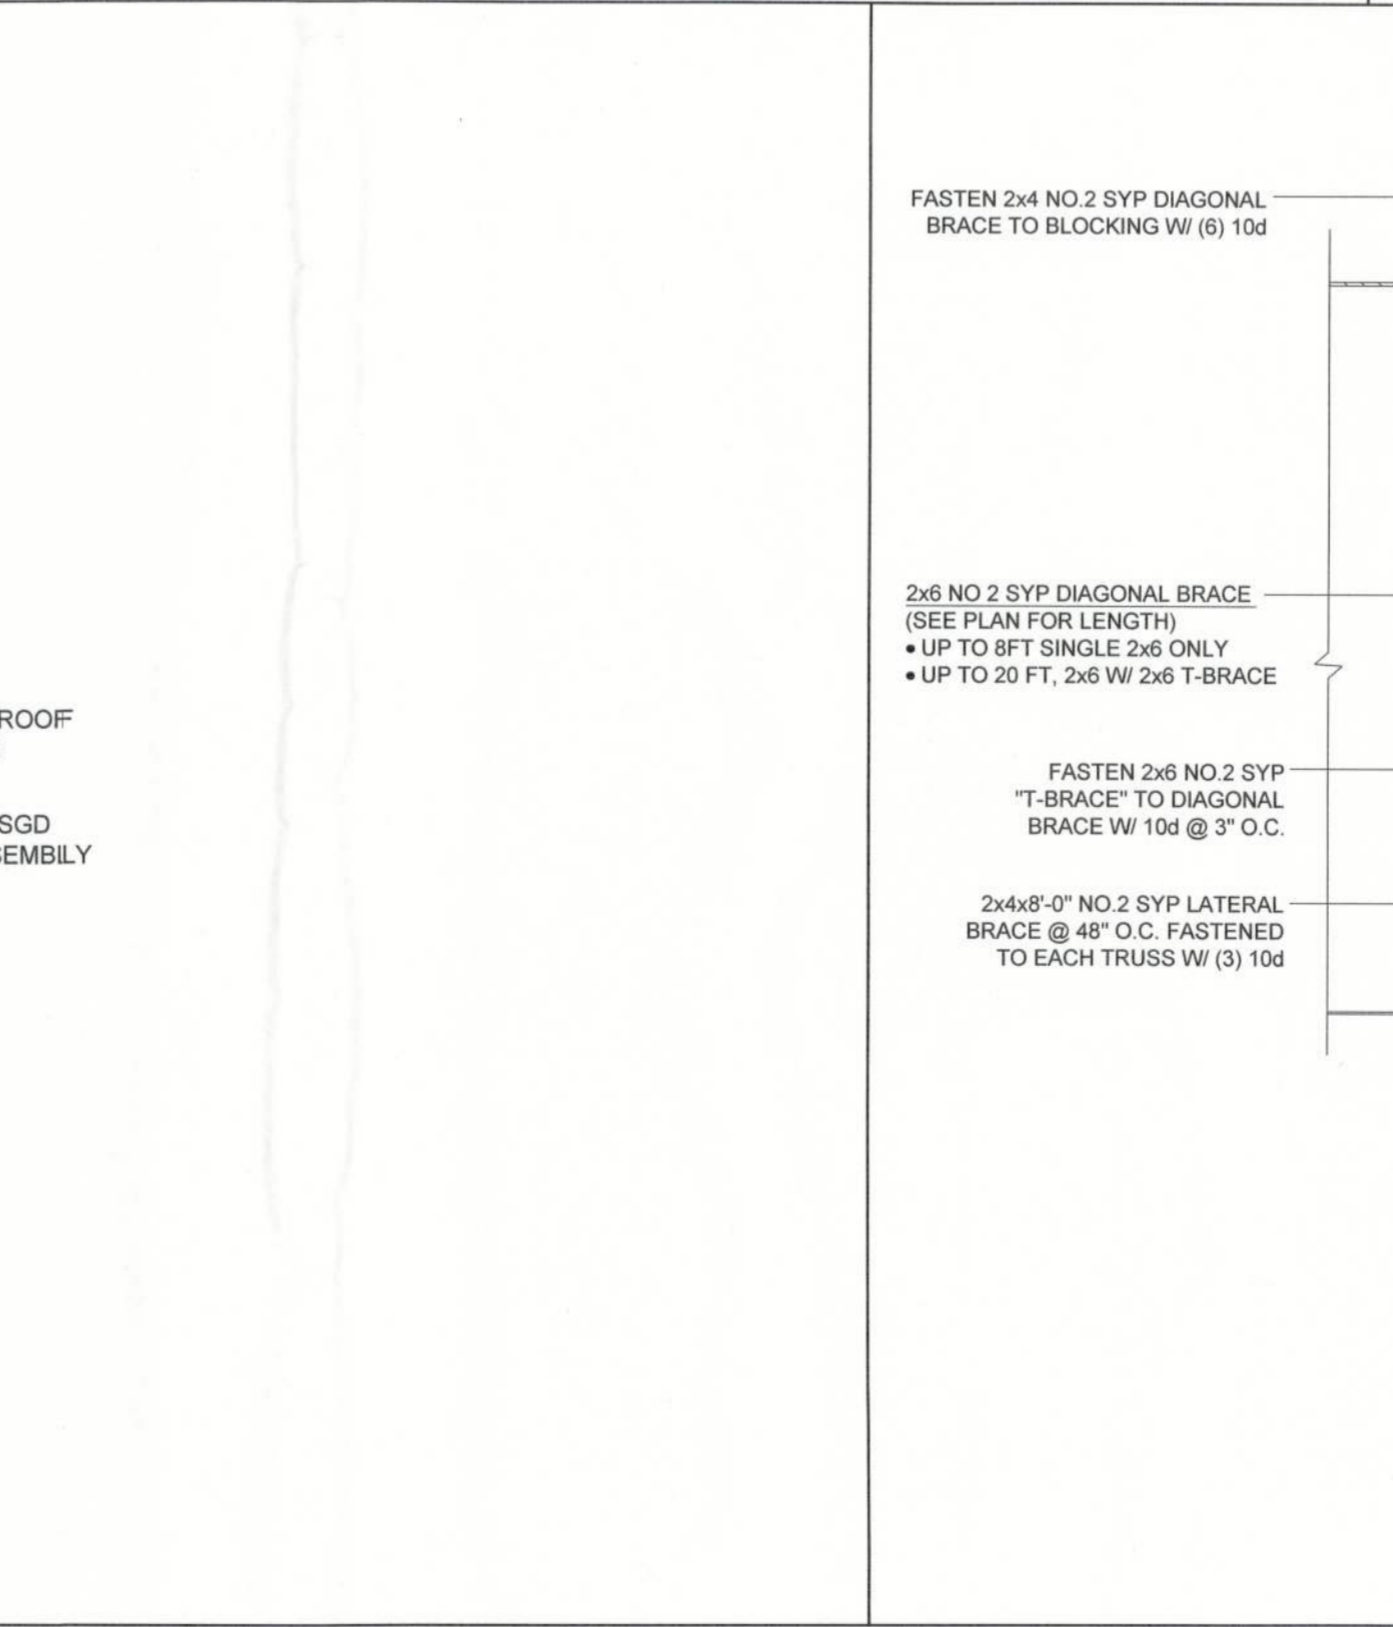 ROOF
SGD
SEMBILY
FASTEN 2x4 NO.2 SYP DIAGONAL
BRACE TO BLOCKING W/ (6) 10d
2x6 NO 2 SYP DIAGONAL BRACE
(SEE PLAN FOR LENGTH)
• UP TO 8FT SINGLE 2x6 ONLY
• UP TO 20 FT, 2x6 W/ 2x6 T-BRACE
FASTEN 2x6 NO.2 SYP
"T-BRACE" TO DIAGONAL
BRACE W/ 10d @ 3" O.C.
2x4x8'-0" NO.2 SYP LATERAL
BRACE @ 48" O.C. FASTENED
TO EACH TRUSS W/ (3) 10d